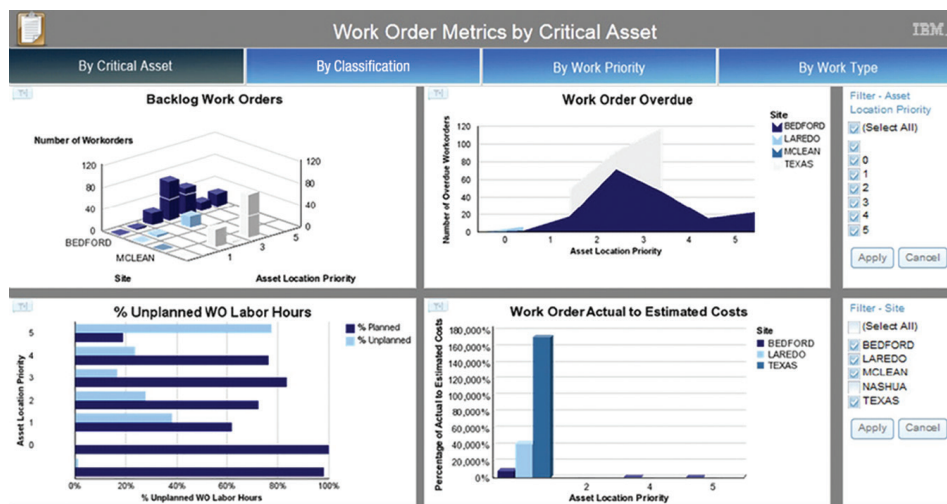 Work Order Metrics by Critical Asset
IBM.
By Critical Asset
By Classification
By Work Priority
By Work Type
Backlog Work Orders
Number of Workorders
120
80
40
0
120
80
40
0
BEDFORD
MCLEAN
1
3
5
Site
Asset Location Priority
Work Order Overdue
Number of Overdue Workorders
120
100
80
60
40
20
0
0
1
2
3
4
5
Asset Location Priority
Site
BEDFORD
LAREDO
MCLEAN
TEXAS
Filter - Asset
Location Priority
(Select All)
0
1
2
3
4
5
Apply
Cancel
% Unplanned WO Labor Hours
Asset Location Priority
5
4
3
2
1
0
0%
20%
40%
60%
80%
100%
% Unplanned WO Labor Hours
% Planned
% Unplanned
Work Order Actual to Estimated Costs
Percentage of Actual to Estimated Costs
180,000%
160,000%
140,000%
120,000%
100,000%
80,000%
60,000%
40,000%
20,000%
0%
2
4
5
Asset Location Priority
Site
BEDFORD
LAREDO
TEXAS
Filter - Site
(Select All)
BEDFORD
LAREDO
MCLEAN
NASHUA
TEXAS
Apply
Cancel